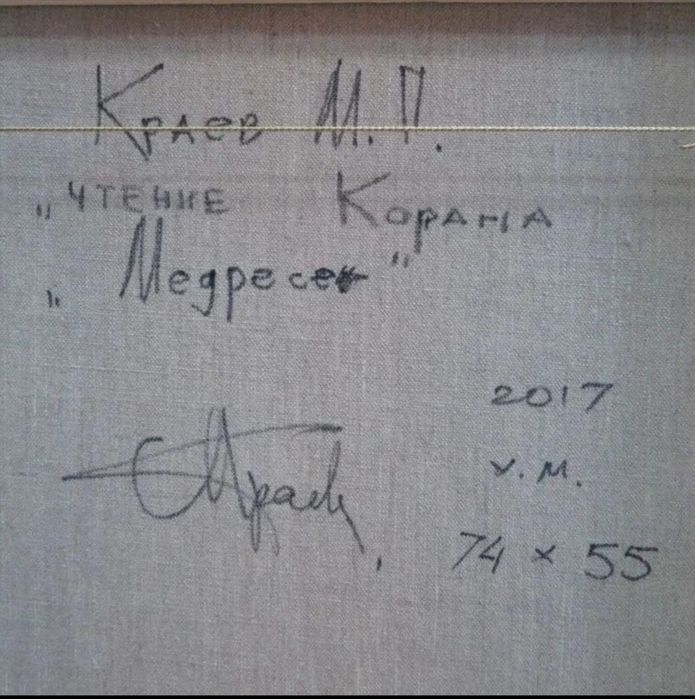 Краев М.П.
„Чтение Корана
„Медресе"
2017
х.м.
74 × 55